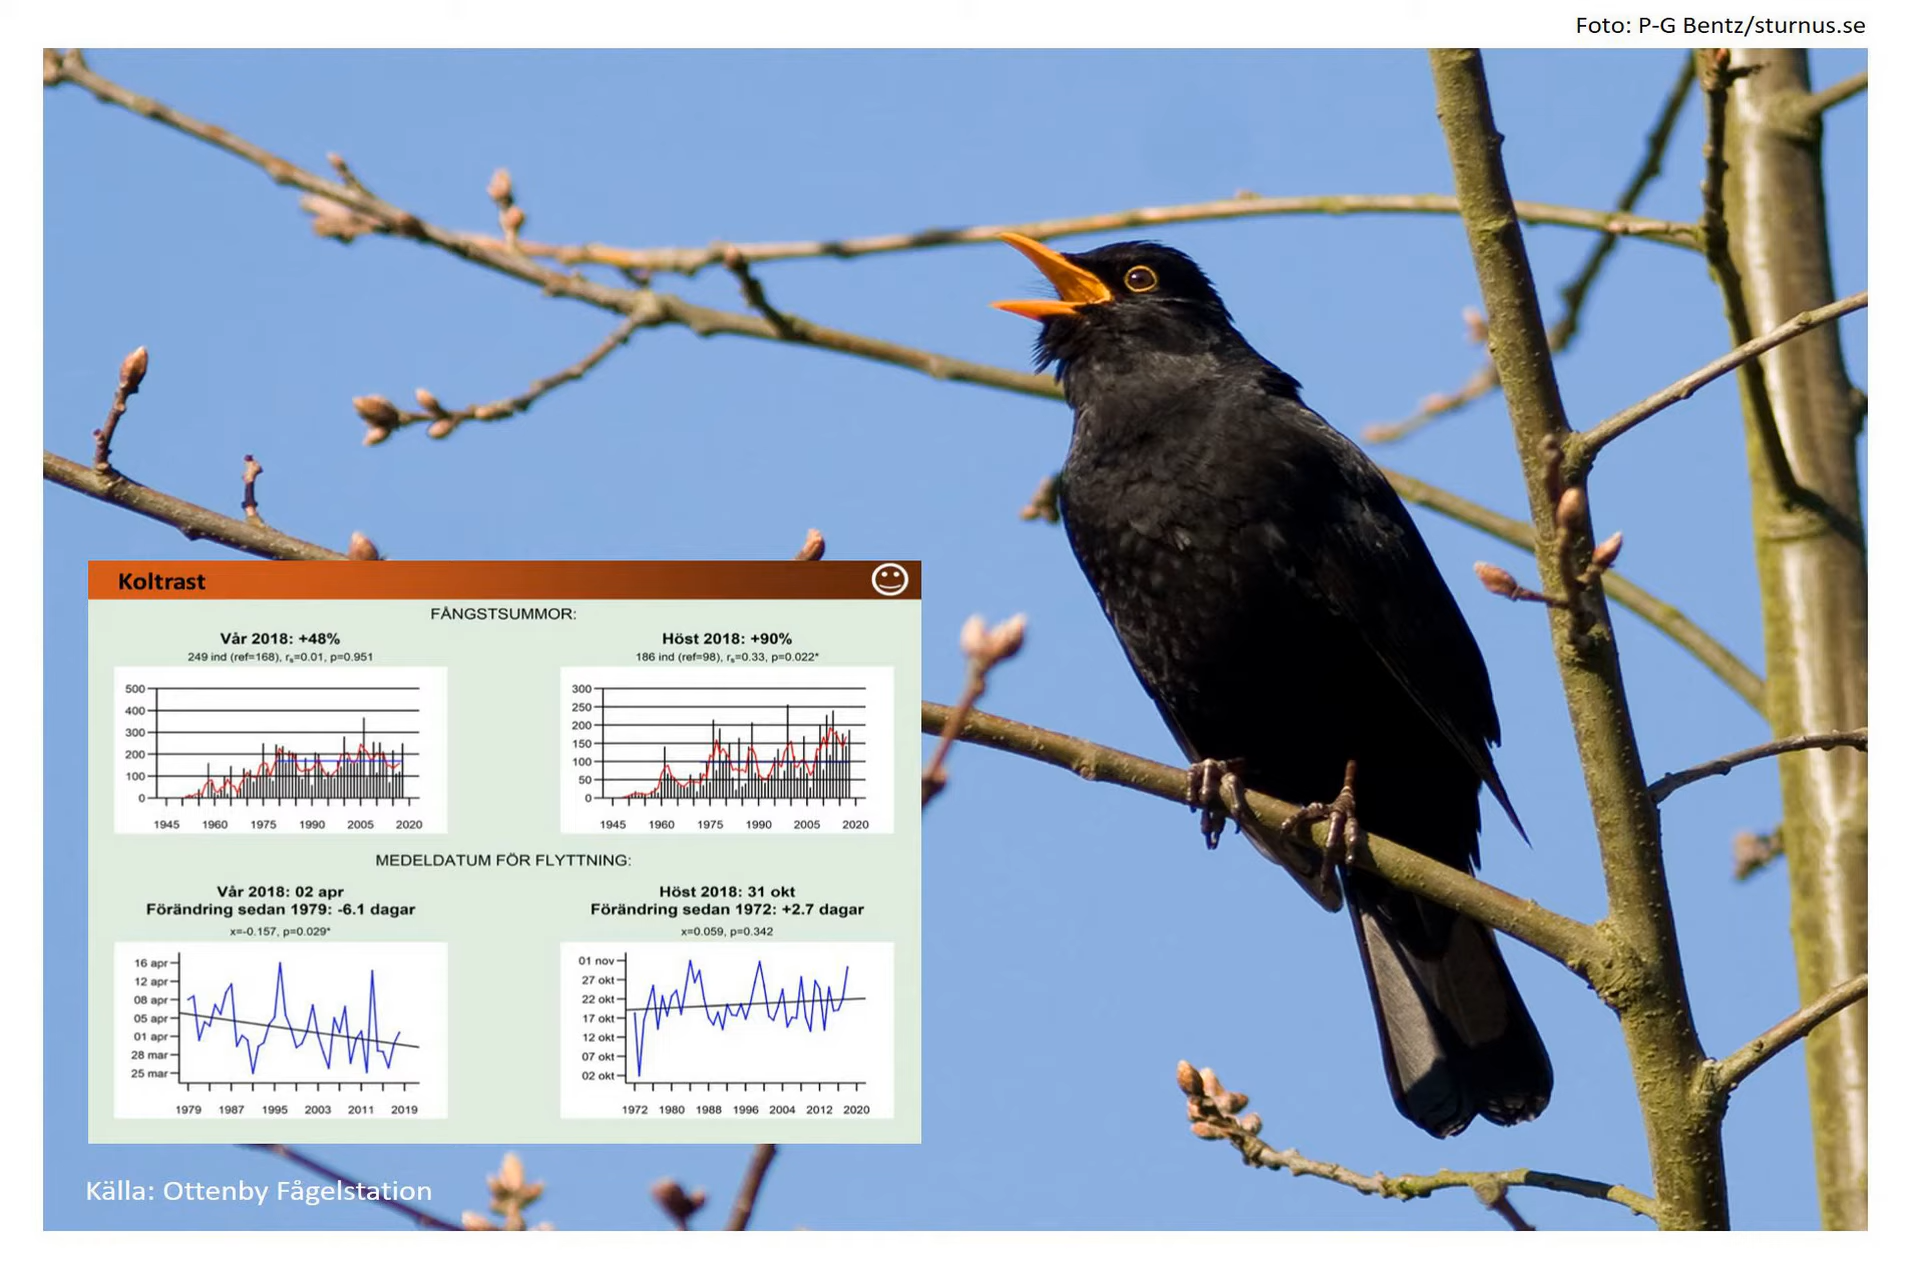 Foto: P-G Bentz/sturnus.se
Koltrast
FÅNGSTSUMMOR:
Vår 2018: +48%
249 ind (ref=168), rs=0.01, p=0.951
500
400
300
200
100
0
1945 1960 1975 1990 2005 2020
Höst 2018: +90%
186 ind (ref=98), rs=0.33, p=0.022*
300
250
200
150
100
50
0
1945 1960 1975 1990 2005 2020
MEDELDATUM FÖR FLYTTNING:
Vår 2018: 02 apr
Förändring sedan 1979: -6.1 dagar
x=-0.157, p=0.029*
16 apr
12 apr
08 apr
05 apr
01 apr
28 mar
25 mar
1979 1987 1995 2003 2011 2019
Höst 2018: 31 okt
Förändring sedan 1972: +2.7 dagar
x=0.059, p=0.342
01 nov
27 okt
22 okt
17 okt
12 okt
07 okt
02 okt
1972 1980 1988 1996 2004 2012 2020
Källa: Ottenby Fågelstation